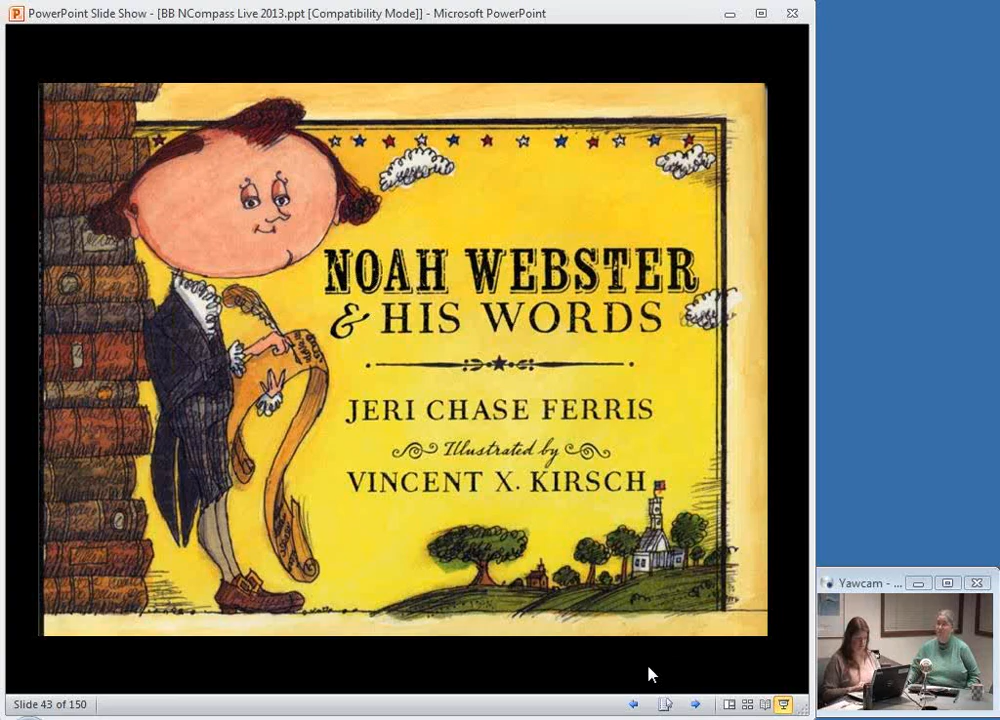 PowerPoint Slide Show - [BB NCompass Live 2013.ppt [Compatibility Mode]] - Microsoft PowerPoint
NOAH WEBSTER
& HIS WORDS
JERI CHASE FERRIS
Illustrated by
VINCENT X. KIRSCH
Yawcam - ...
Slide 43 of 150